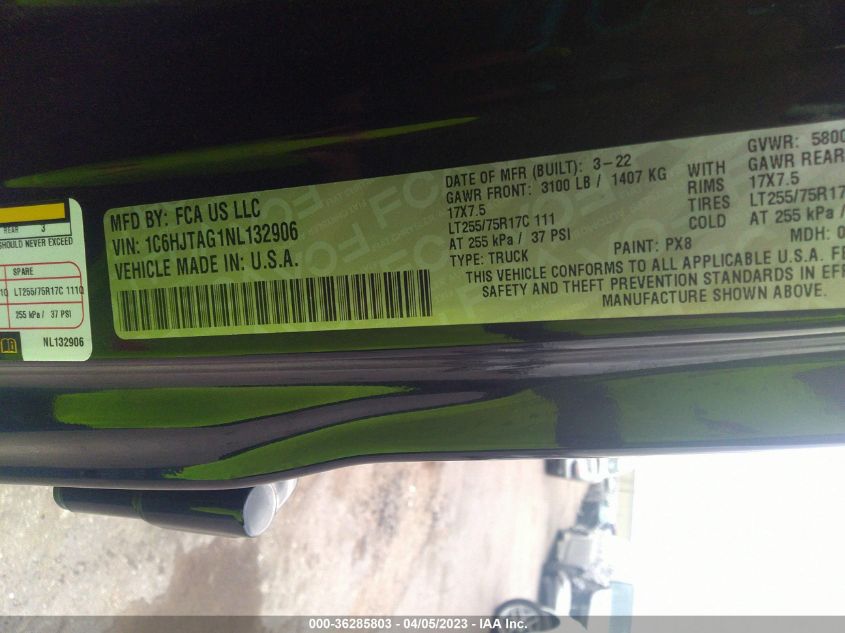 REAR 3
SHOULD NEVER EXCEED
SPARE
LT255/75R17C 111Q
255 kPa / 37 PSI
NL132906
MFD BY: FCA US LLC
VIN: 1C6HJTAG1NL132906
VEHICLE MADE IN: U.S.A.
DATE OF MFR (BUILT): 3-22
GAWR FRONT: 3100 LB / 1407 KG
17X7.5
LT255/75R17C 111
AT 255 kPa / 37 PSI
TYPE: TRUCK
PAINT: PX8
WITH
RIMS
TIRES
COLD
GVWR: 5800
GAWR REAR
17X7.5
LT255/75R17
AT 255 kPa
MDH: 0
THIS VEHICLE CONFORMS TO ALL APPLICABLE U.S.A. FE
SAFETY AND THEFT PREVENTION STANDARDS IN EFF
MANUFACTURE SHOWN ABOVE.
000-36285803 - 04/05/2023 - IAA Inc.